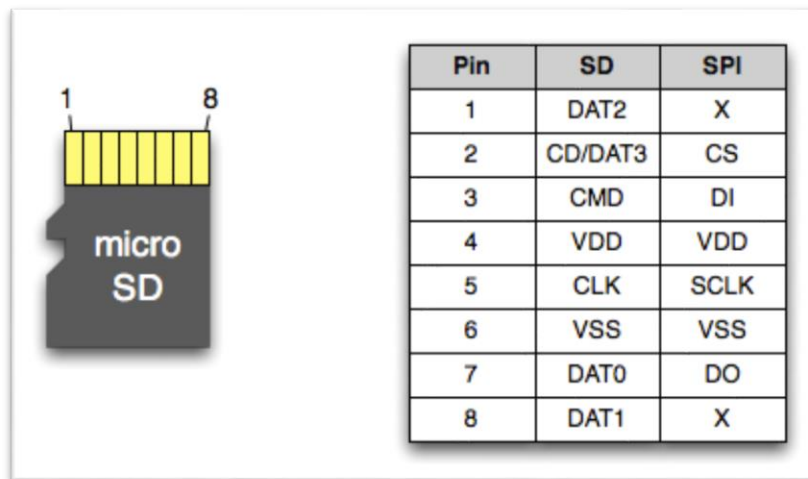 1 8
micro
SD
Pin SD SPI
1 DAT2 X
2 CD/DAT3 CS
3 CMD DI
4 VDD VDD
5 CLK SCLK
6 VSS VSS
7 DAT0 DO
8 DAT1 X